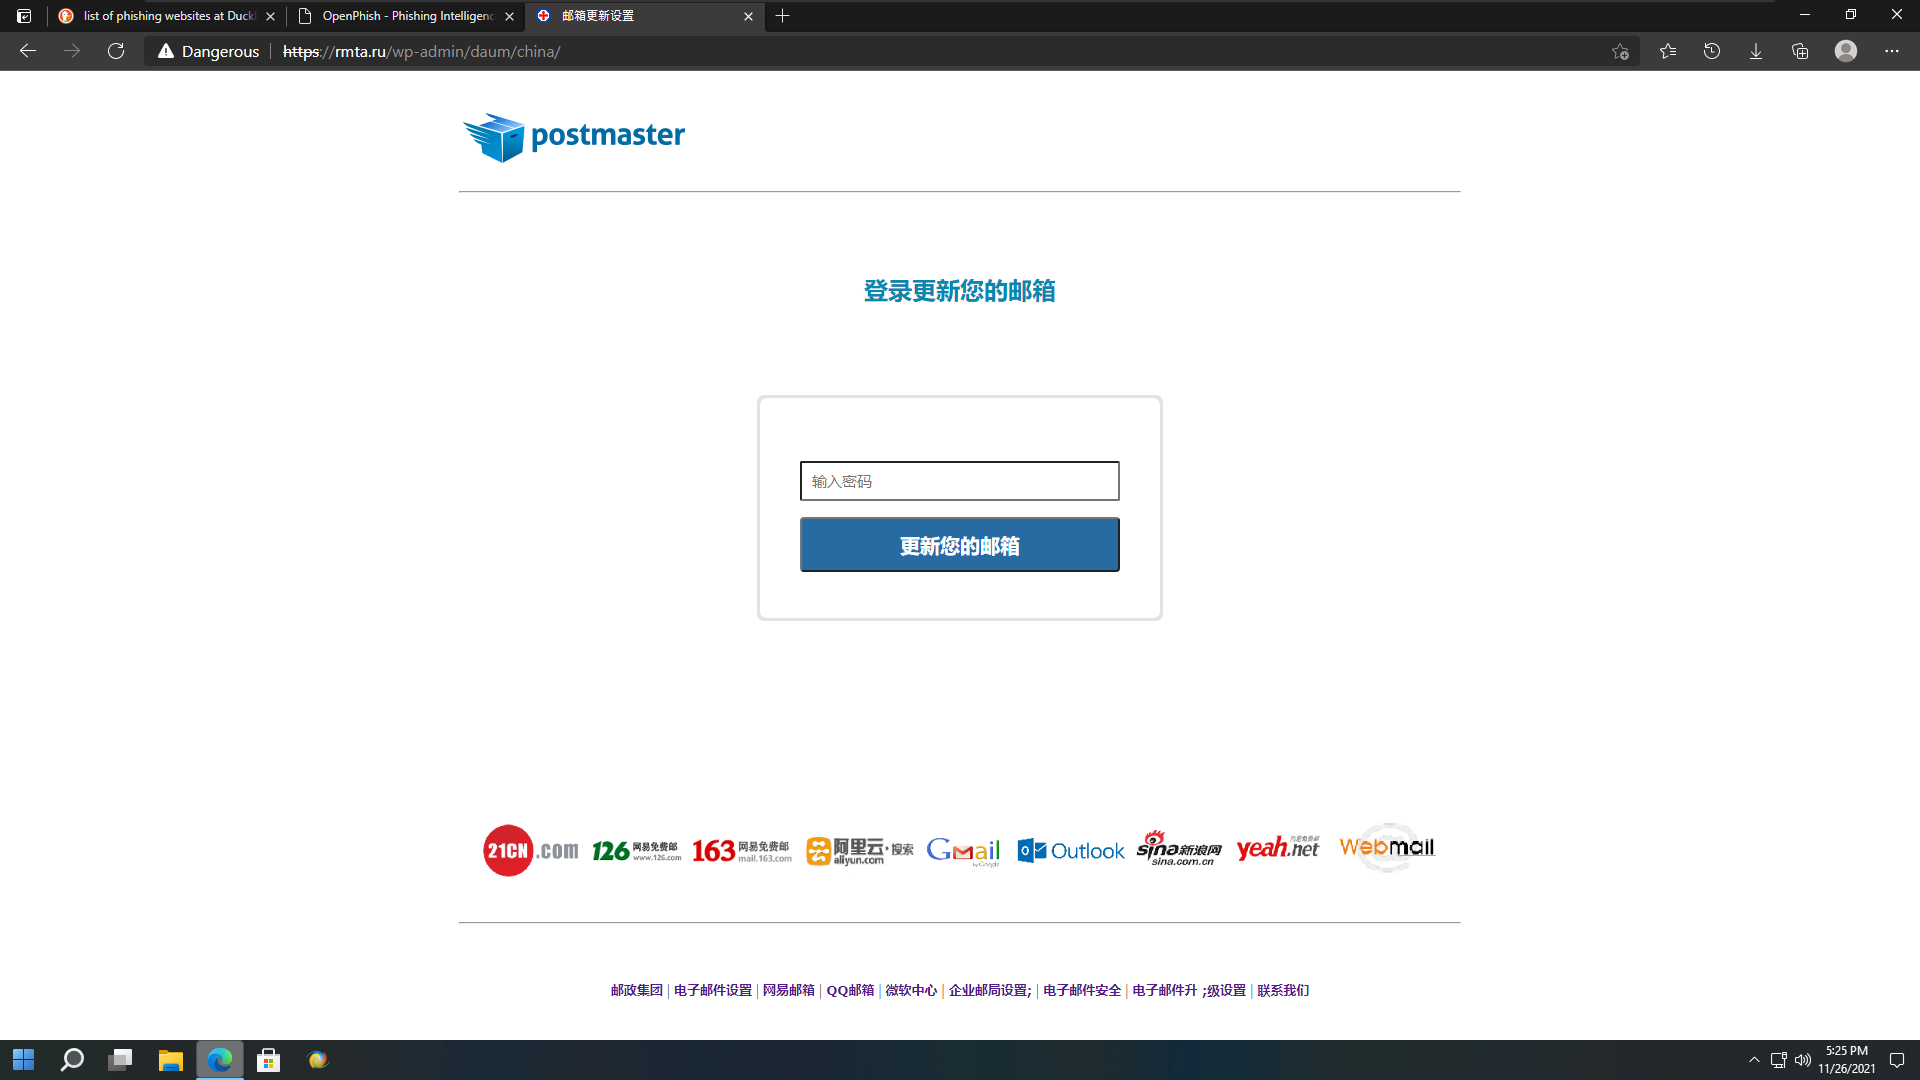 list of phishing websites at Duck
OpenPhish - Phishing Intelligenc
邮箱更新设置
Dangerous
https://rmta.ru/wp-admin/daum/china/
postmaster
登录更新您的邮箱
输入密码
更新您的邮箱
21CN.com
126 网易免费邮 www.126.com
163 网易免费邮 mail.163.com
阿里云·搜索 aliyun.com
Gmail by Google
Outlook
sina新浪网 sina.com.cn
yeah.net 网易免费邮
Webmail
邮政集团 | 电子邮件设置 | 网易邮箱 | QQ邮箱 | 微软中心 | 企业邮局设置; | 电子邮件安全 | 电子邮件升 ;级设置 | 联系我们
5:25 PM
11/26/2021